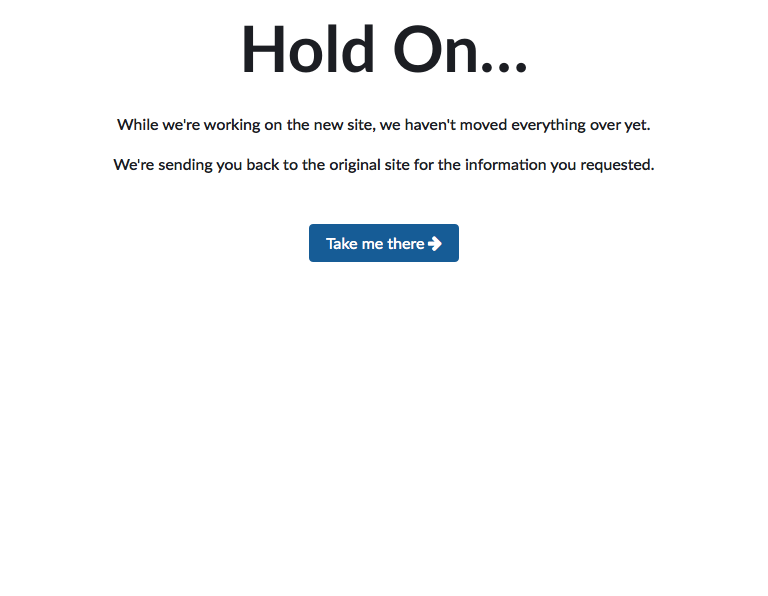 Hold On...
While we're working on the new site, we haven't moved everything over yet.
We're sending you back to the original site for the information you requested.
Take me there